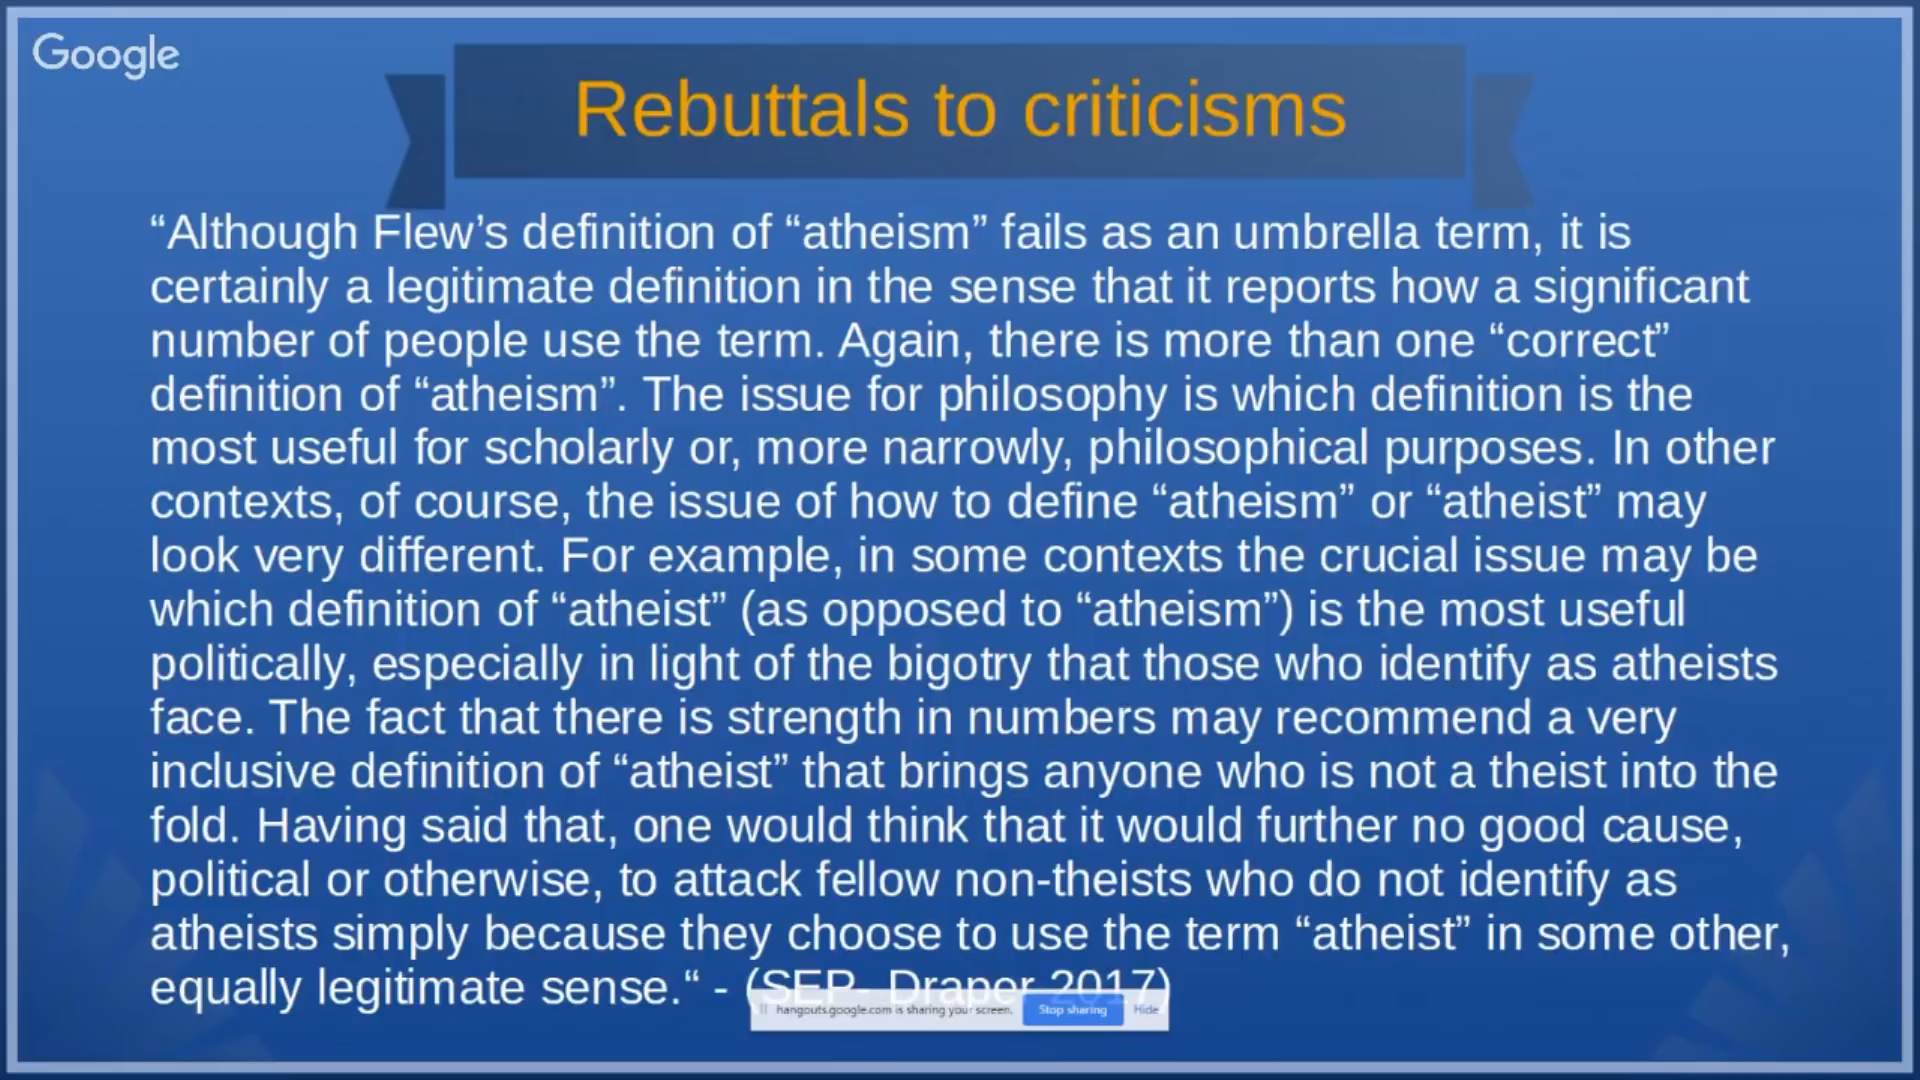 Google
Rebuttals to criticisms
“Although Flew’s definition of “atheism” fails as an umbrella term, it is
certainly a legitimate definition in the sense that it reports how a significant
number of people use the term. Again, there is more than one “correct”
definition of “atheism”. The issue for philosophy is which definition is the
most useful for scholarly or, more narrowly, philosophical purposes. In other
contexts, of course, the issue of how to define “atheism” or “atheist” may
look very different. For example, in some contexts the crucial issue may be
which definition of “atheist” (as opposed to “atheism”) is the most useful
politically, especially in light of the bigotry that those who identify as atheists
face. The fact that there is strength in numbers may recommend a very
inclusive definition of “atheist” that brings anyone who is not a theist into the
fold. Having said that, one would think that it would further no good cause,
political or otherwise, to attack fellow non-theists who do not identify as
atheists simply because they choose to use the term “atheist” in some other,
equally legitimate sense.“ - (SEP- Draper 2017)
hangouts.google.com is sharing your screen. Stop sharing Hide